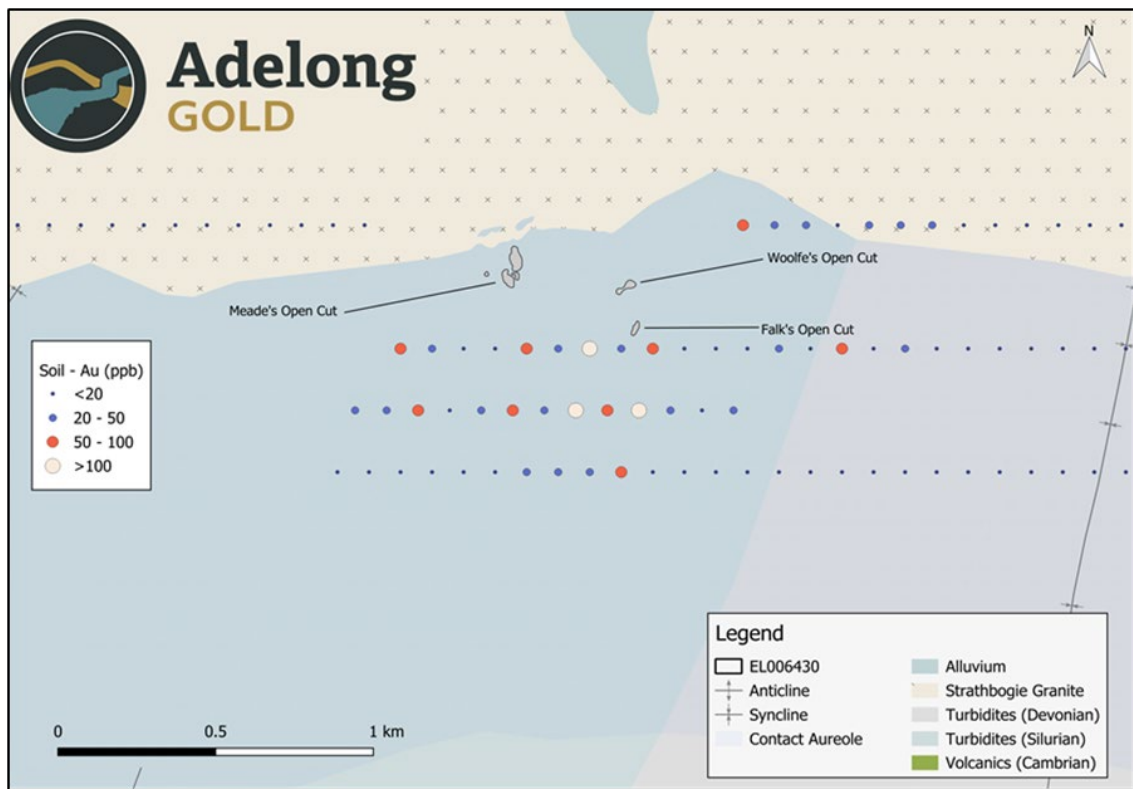 Adelong
GOLD
N
Woolfe's Open Cut
Meade's Open Cut
Falk's Open Cut
Soil - Au (ppb)
<20
20 - 50
50 - 100
>100
0 0.5 1 km
Legend
EL006430
Anticline
Syncline
Contact Aureole
Alluvium
Strathbogie Granite
Turbidites (Devonian)
Turbidites (Silurian)
Volcanics (Cambrian)